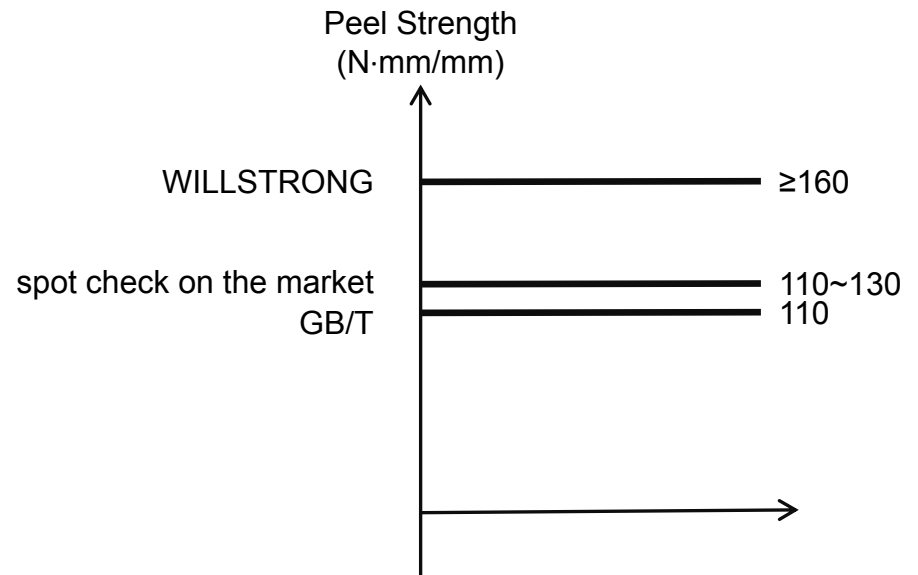 Peel Strength
(N·mm/mm)
WILLSTRONG ≥160
spot check on the market 110~130
GB/T 110